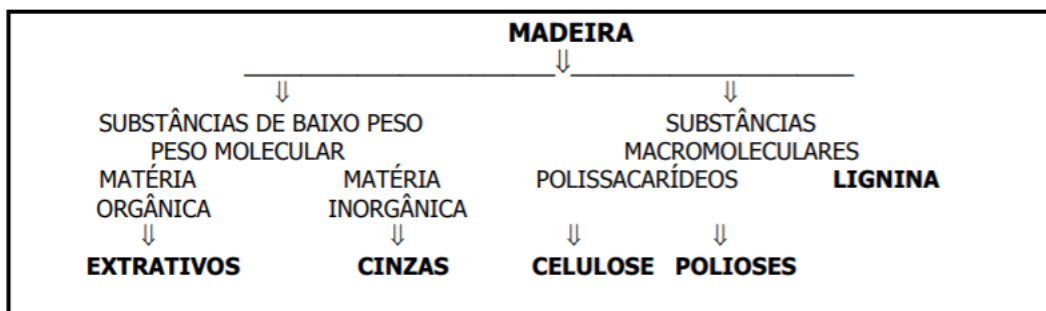 MADEIRA
⇓
⇓ ⇓
SUBSTÂNCIAS DE BAIXO PESO SUBSTÂNCIAS
PESO MOLECULAR MACROMOLECULARES
MATÉRIA MATÉRIA POLISSACARÍDEOS LIGNINA
ORGÂNICA INORGÂNICA
⇓ ⇓ ⇓ ⇓
EXTRATIVOS CINZAS CELULOSE POLIOSES